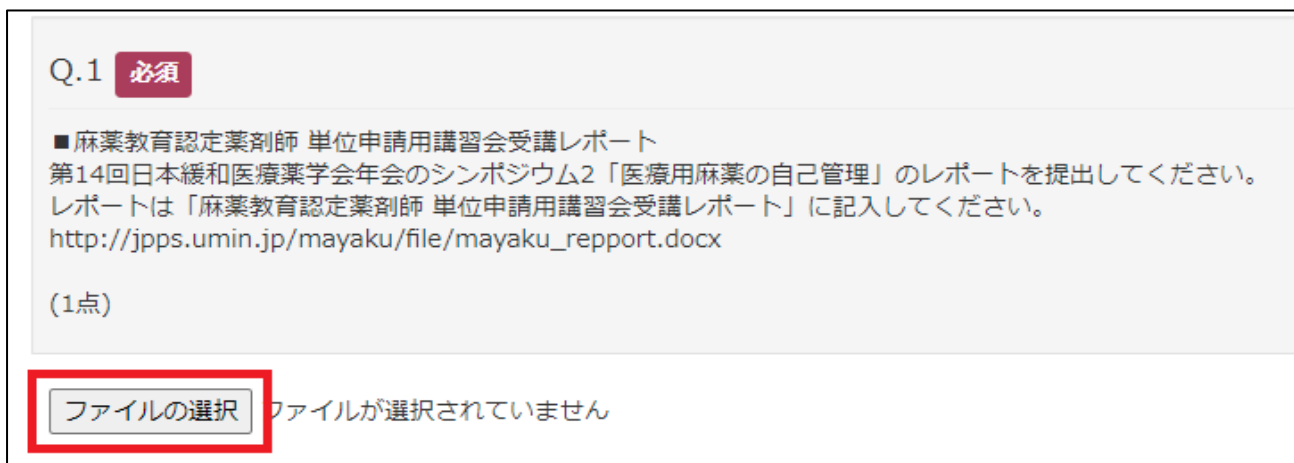 Q.1 必須
■麻薬教育認定薬剤師 単位申請用講習会受講レポート
第14回日本緩和医療薬学会年会のシンポジウム2「医療用麻薬の自己管理」のレポートを提出してください。
レポートは「麻薬教育認定薬剤師 単位申請用講習会受講レポート」に記入してください。
http://jpps.umin.jp/mayaku/file/mayaku_repport.docx
(1点)
ファイルの選択 ファイルが選択されていません